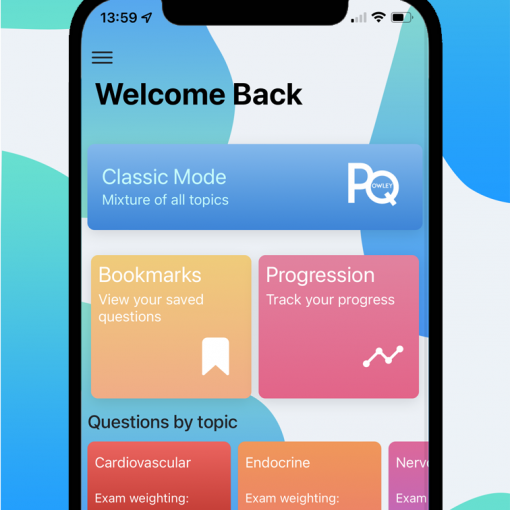 13:59
Welcome Back
Classic Mode
Mixture of all topics
PQ
OWLEY
Bookmarks
View your saved
questions
Progression
Track your progress
Questions by topic
Cardiovascular
Endocrine
Nerv
Exam weighting:
Exam weighting:
Exam